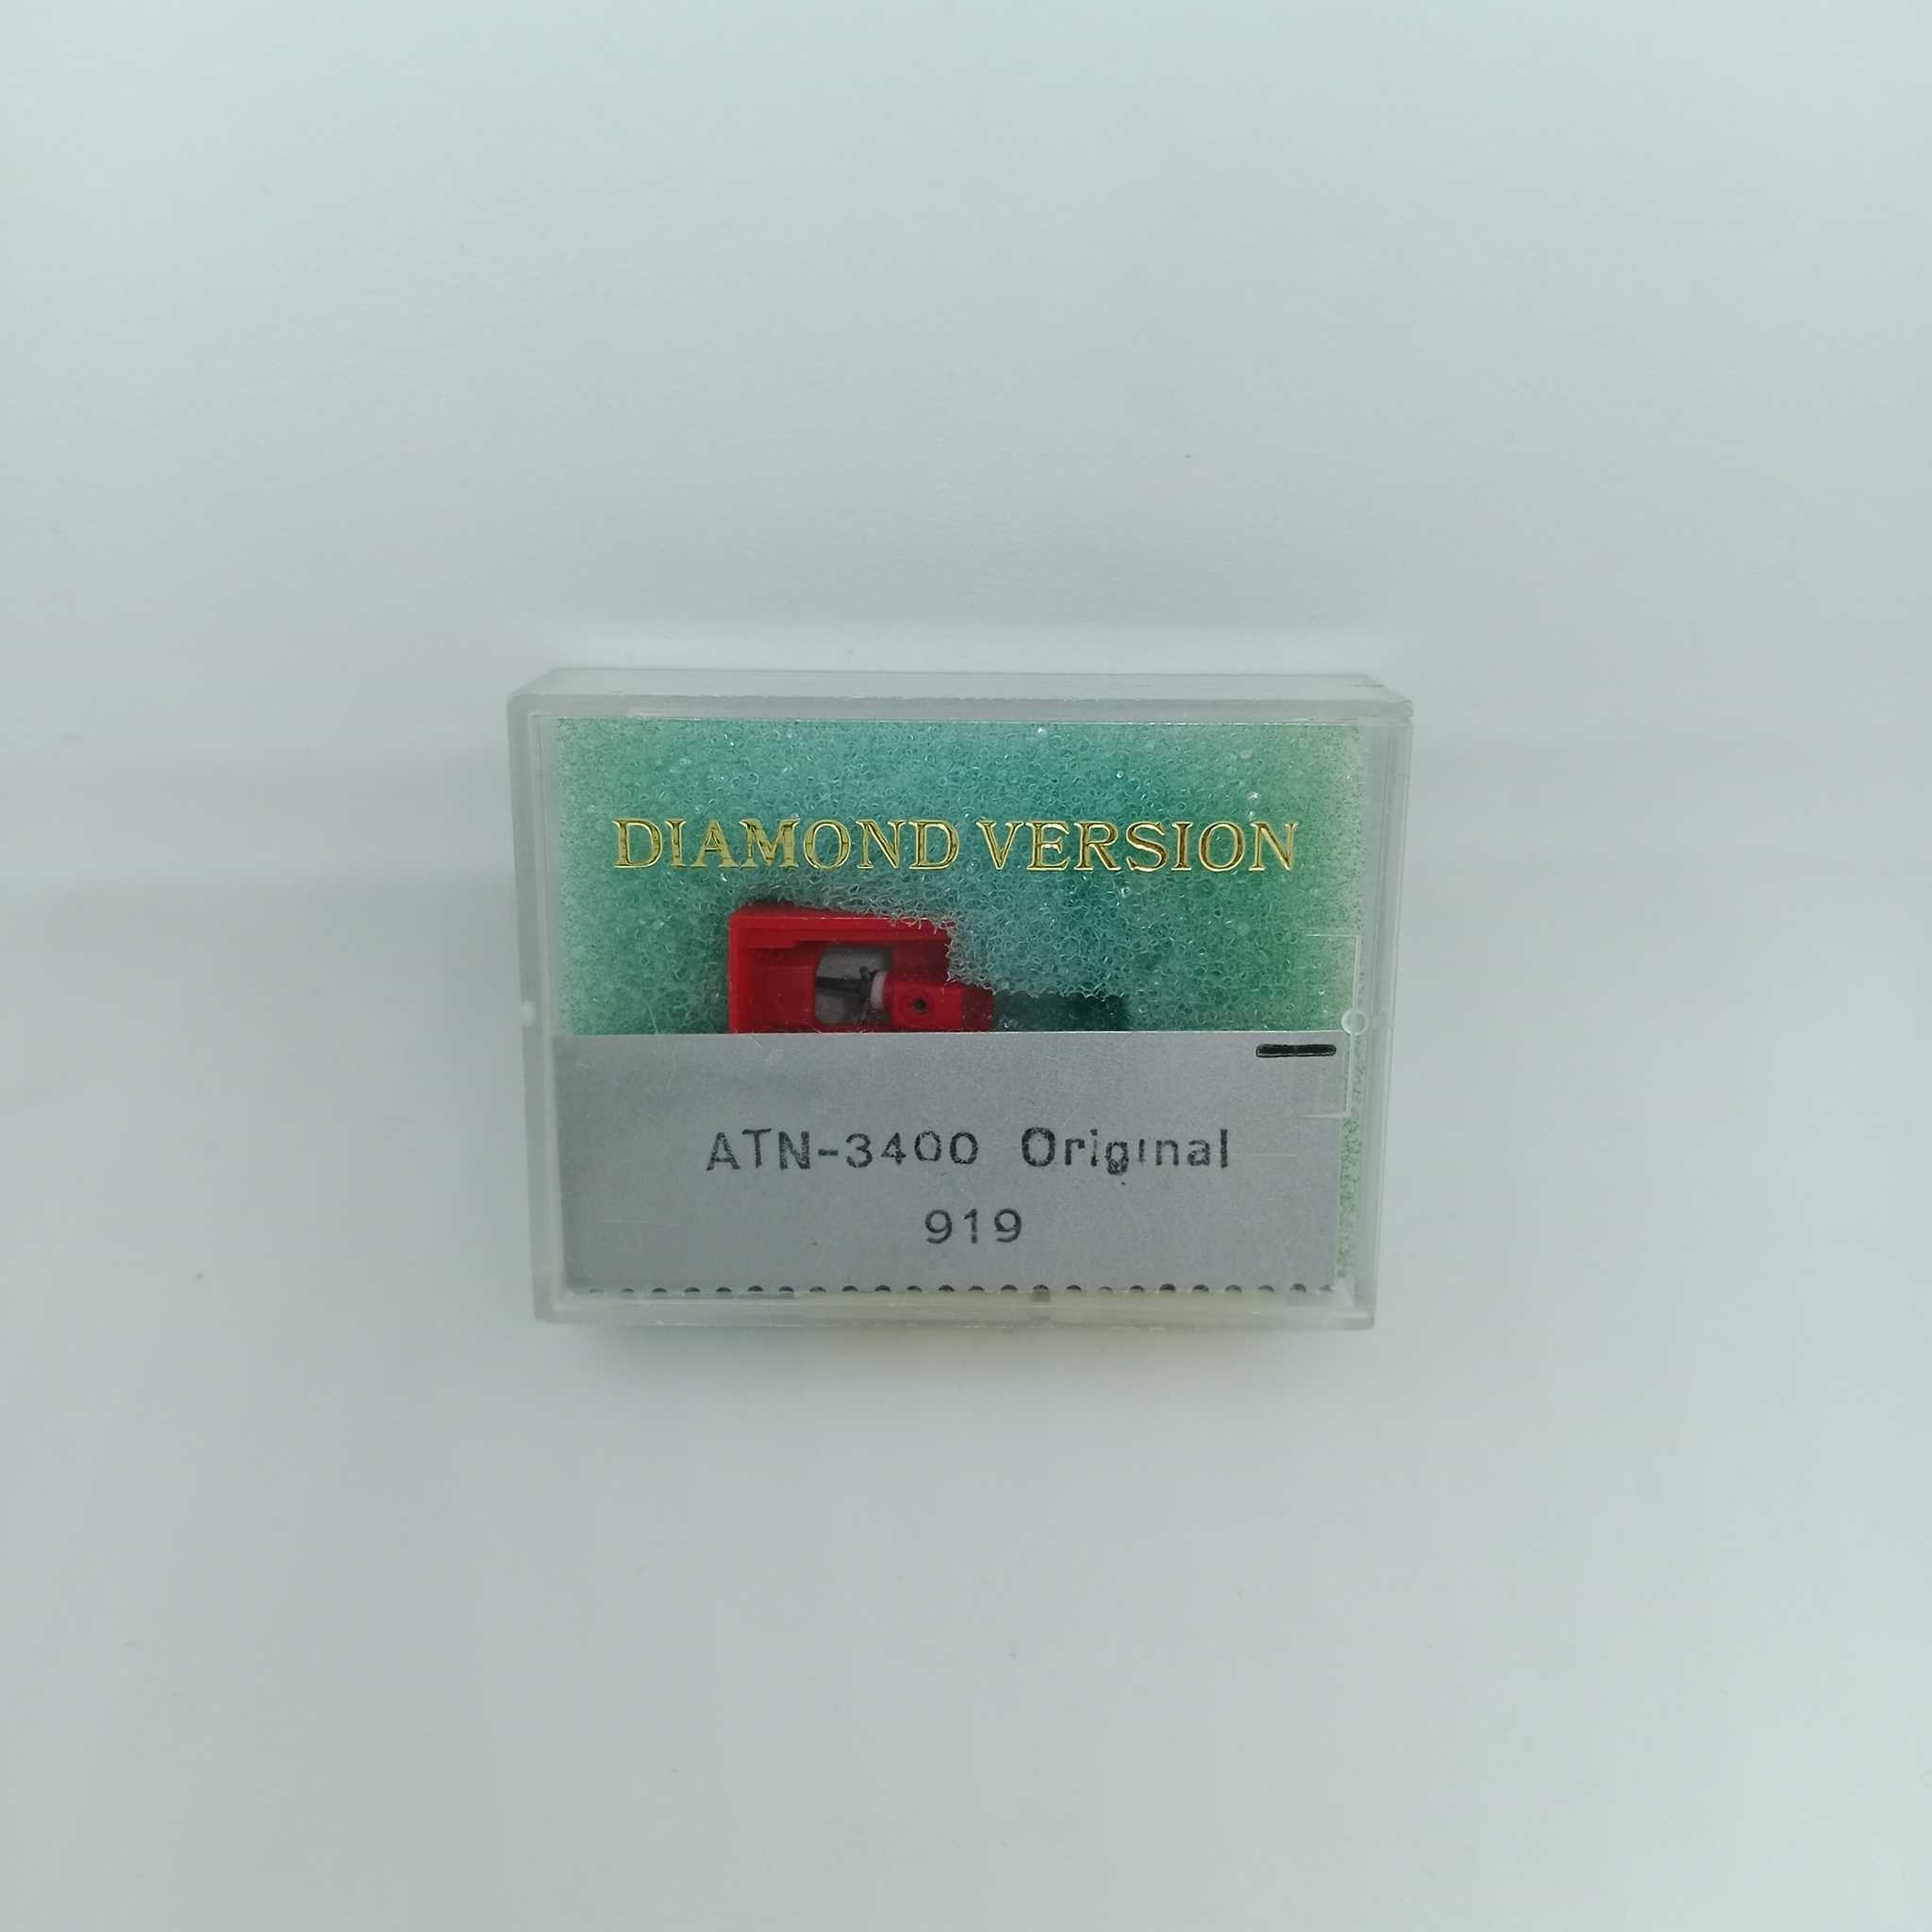 DIAMOND VERSION
ATN-3400 Original
919